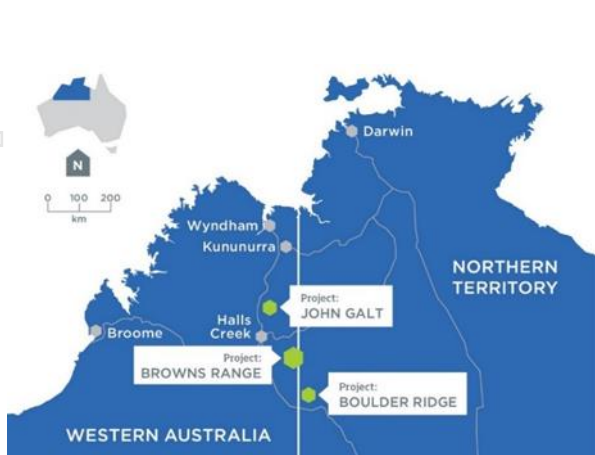 Darwin
N
0 100 200
km
Wyndham
Kununurra
NORTHERN
TERRITORY
Project:
JOHN GALT
Halls
Creek
Broome
Project:
BROWNS RANGE
Project:
BOULDER RIDGE
WESTERN AUSTRALIA